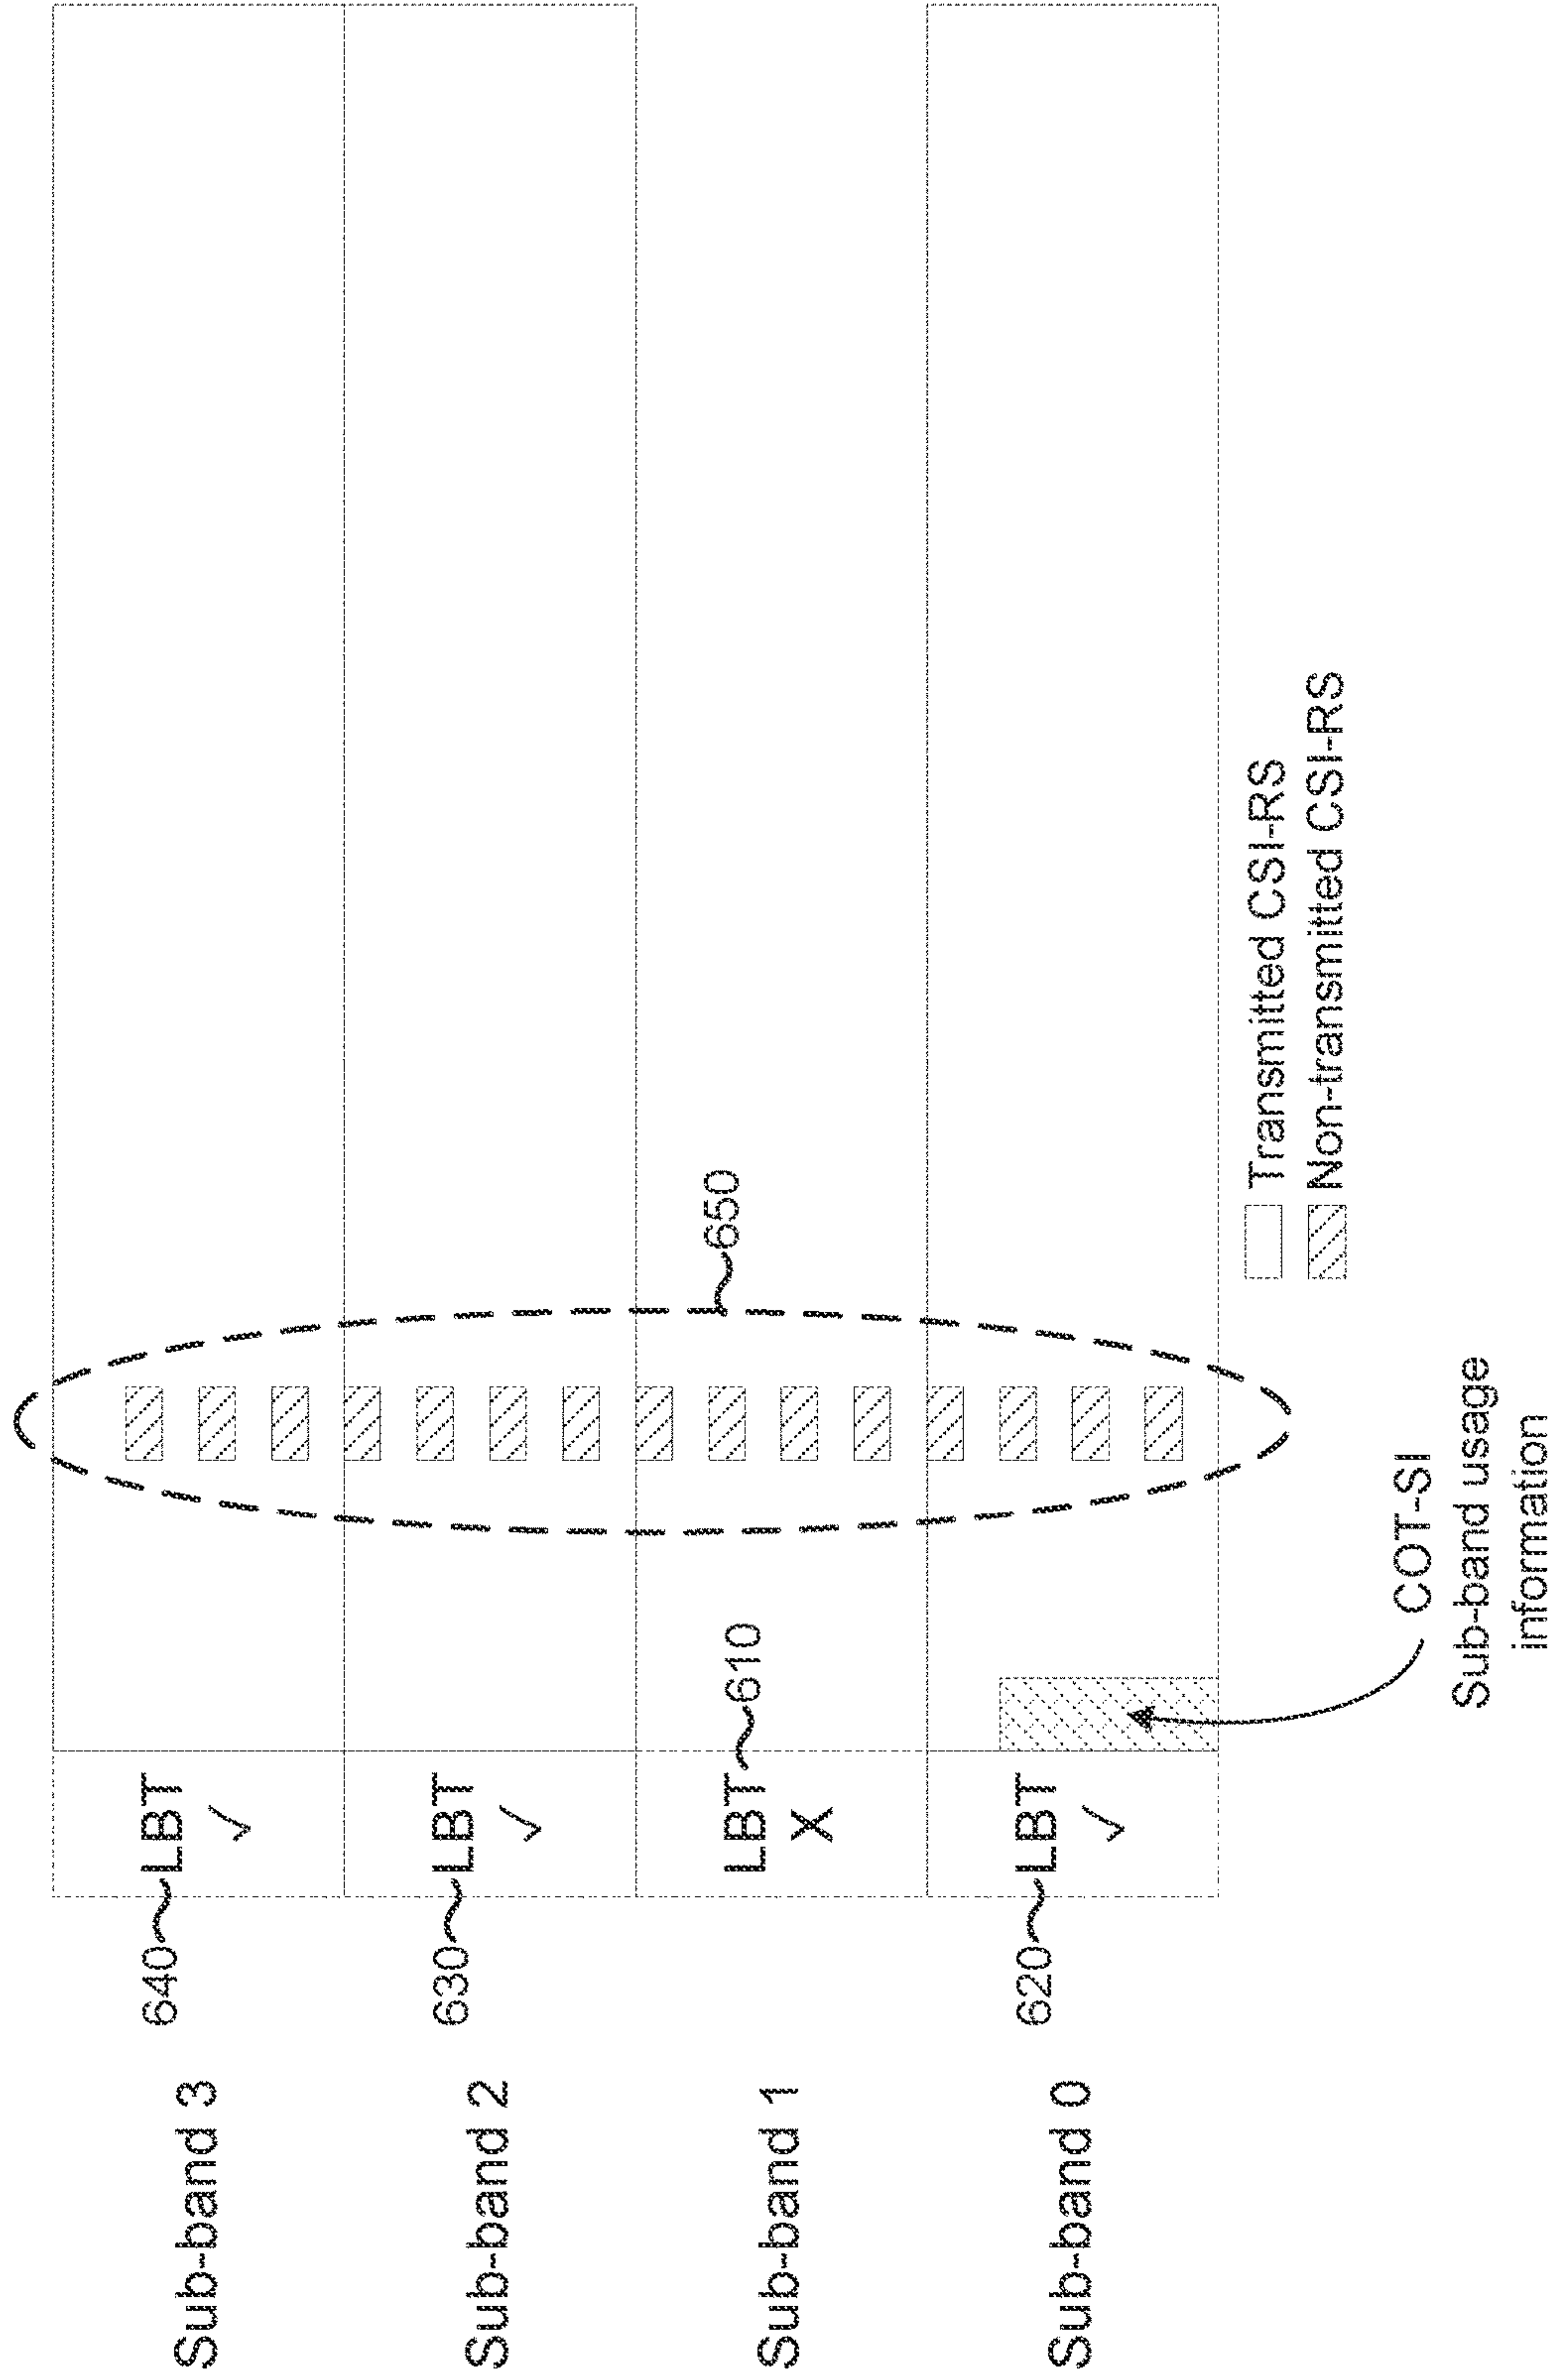 Sub-band 3
640
LBT
√
Sub-band 2
630
LBT
√
Sub-band 1
LBT
X
610
650
Sub-band 0
620
LBT
√
Transmitted CSI-RS
Non-transmitted CSI-RS
COT-SI
Sub-band usage
information